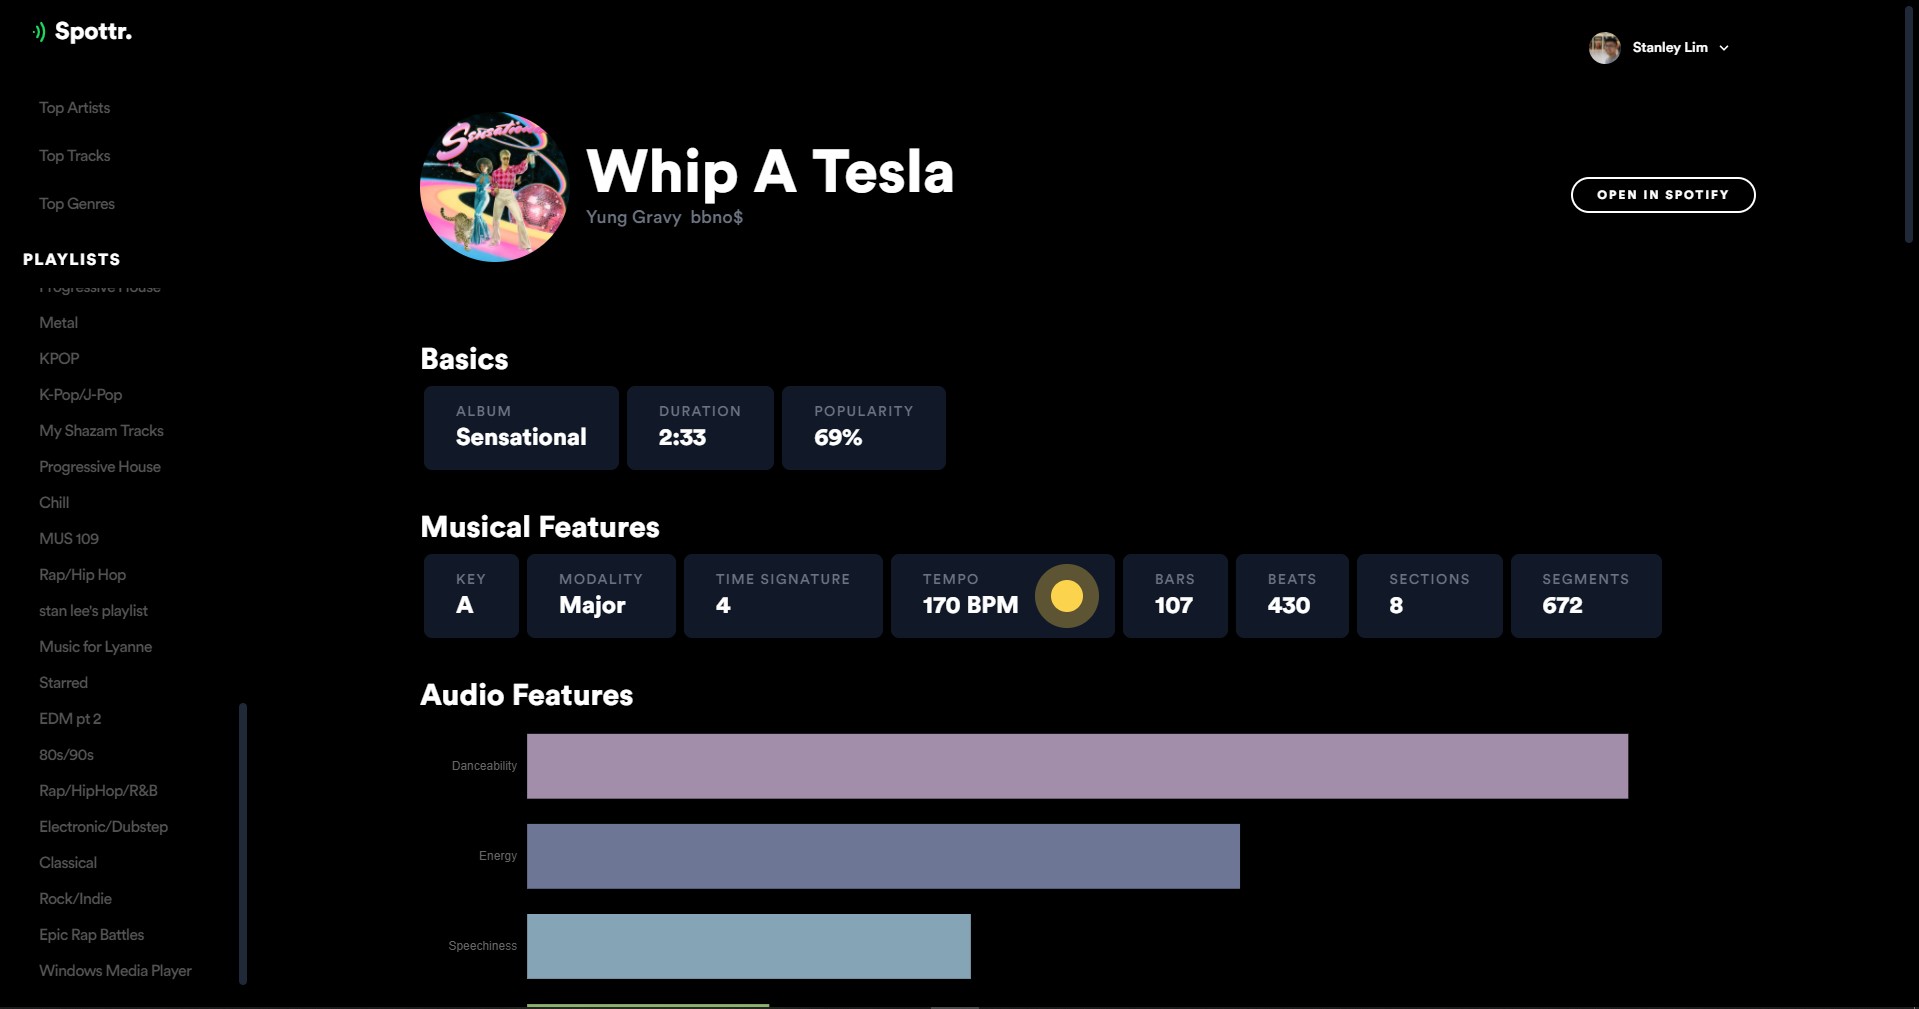 Spottr.
Stanley Lim
Top Artists
Top Tracks
Top Genres
PLAYLISTS
Progressive House
Metal
KPOP
K-Pop/J-Pop
My Shazam Tracks
Progressive House
Chill
MUS 109
Rap/Hip Hop
stan lee's playlist
Music for Lyanne
Starred
EDM pt 2
80s/90s
Rap/HipHop/R&B
Electronic/Dubstep
Classical
Rock/Indie
Epic Rap Battles
Windows Media Player
Sensational
Whip A Tesla
Yung Gravy bbno$
OPEN IN SPOTIFY
Basics
ALBUM
Sensational
DURATION
2:33
POPULARITY
69%
Musical Features
KEY
A
MODALITY
Major
TIME SIGNATURE
4
TEMPO
170 BPM
BARS
107
BEATS
430
SECTIONS
8
SEGMENTS
672
Audio Features
Danceability
Energy
Speechiness